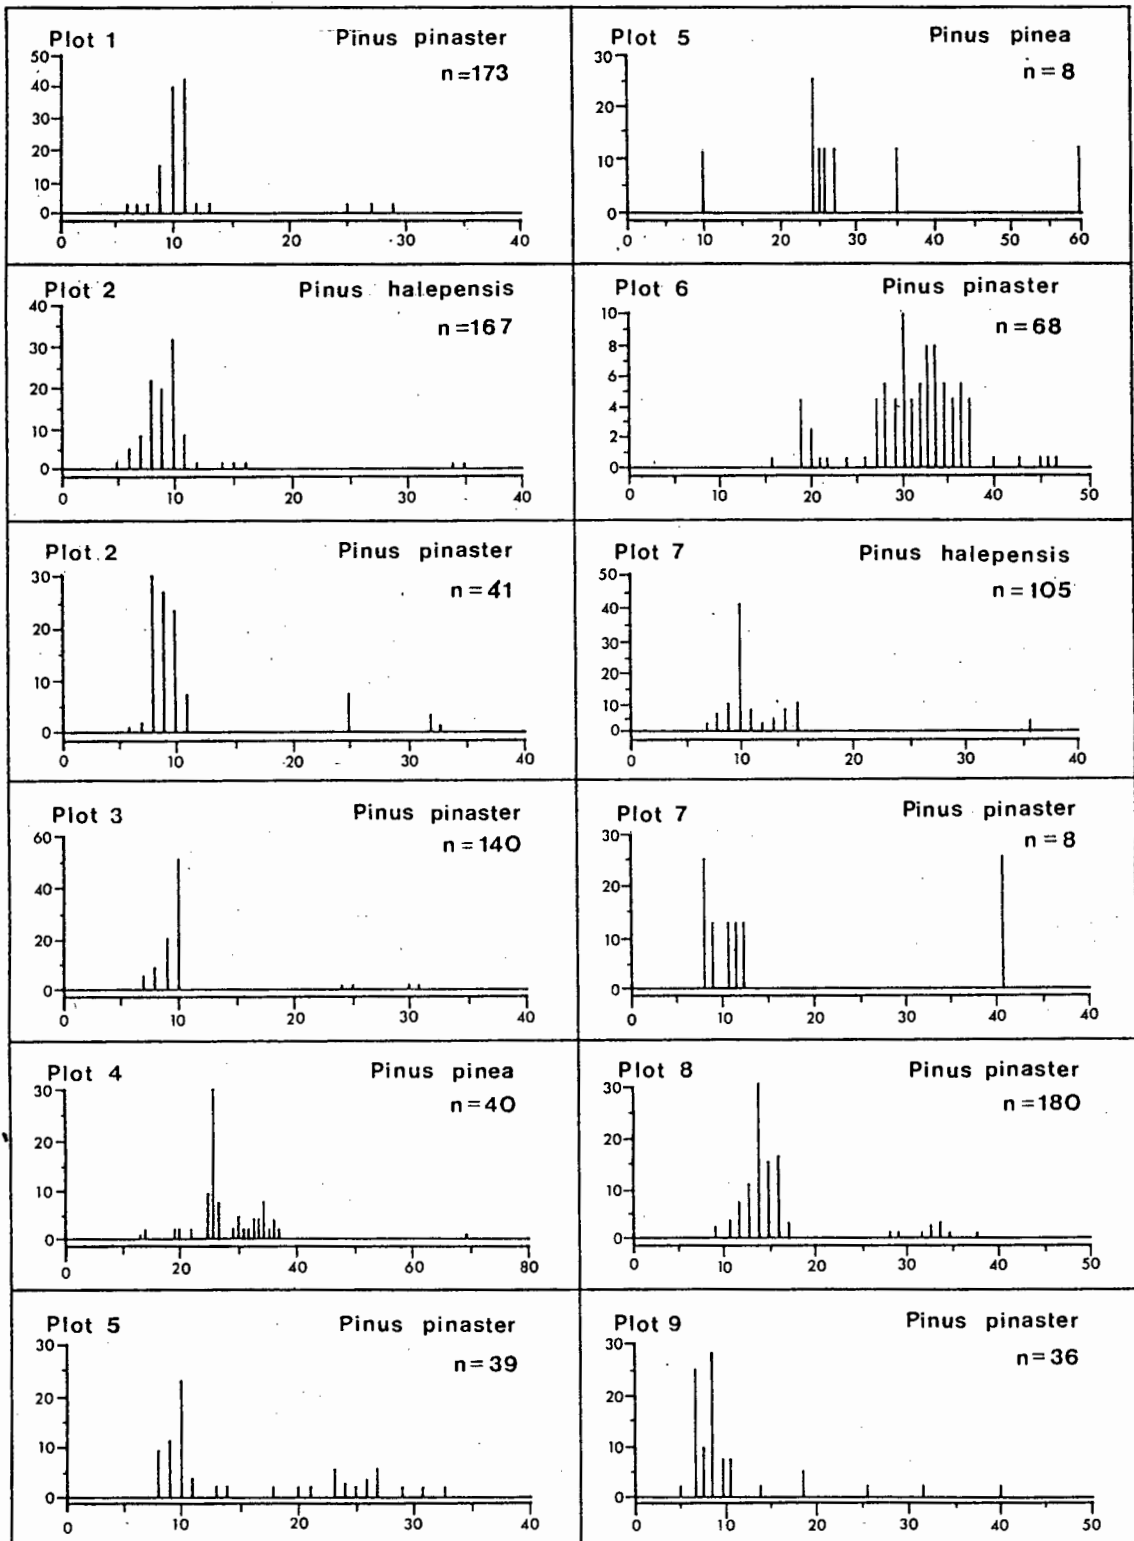 Plot 1 Pinus pinaster
n=173
50
40
30
20
10
0
0 10 20 30 40
Plot 2 Pinus halepensis
n=167
40
30
20
10
0
0 10 20 30 40
Plot 2 Pinus pinaster
n=41
30
20
10
0
0 10 20 30 40
Plot 3 Pinus pinaster
n=140
60
40
20
0
0 10 20 30 40
Plot 4 Pinus pinea
n=40
30
20
10
0
0 20 40 60 80
Plot 5 Pinus pinaster
n=39
30
20
10
0
0 10 20 30 40
Plot 5 Pinus pinea
n=8
30
20
10
0
0 10 20 30 40 50 60
Plot 6 Pinus pinaster
n=68
10
8
6
4
2
0
0 10 20 30 40 50
Plot 7 Pinus halepensis
n=105
50
40
30
20
10
0
0 10 20 30 40
Plot 7 Pinus pinaster
n=8
30
20
10
0
0 10 20 30 40 40
Plot 8 Pinus pinaster
n=180
30
20
10
0
0 10 20 30 40 50
Plot 9 Pinus pinaster
n=36
30
20
10
0
0 10 20 30 40 50